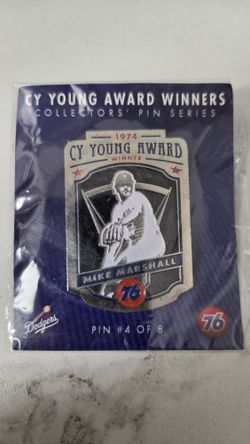 CY YOUNG AWARD WINNERS
COLLECTORS' PIN SERIES
1974
CY YOUNG AWARD
WINNER
MIKE MARSHALL
76
Dodgers
PIN #4 OF 8
76